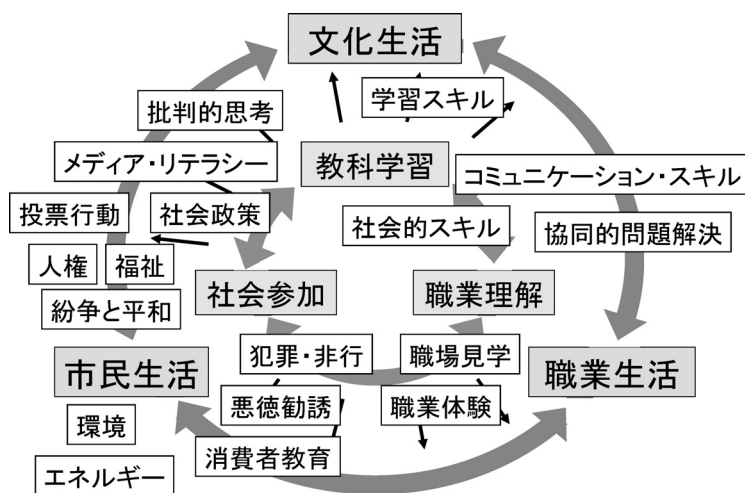 文化生活
学習スキル
批判的思考
教科学習
メディア・リテラシー
コミュニケーション・スキル
投票行動
社会政策
社会的スキル
協同的問題解決
人権
福祉
社会参加
職業理解
紛争と平和
犯罪・非行
職場見学
市民生活
職業生活
悪徳勧誘
職業体験
環境
消費者教育
エネルギー